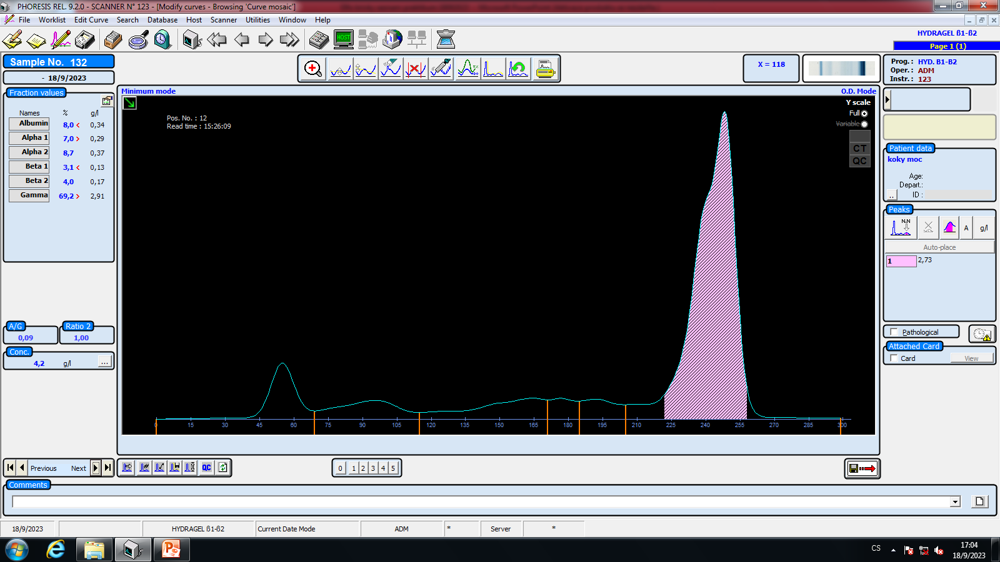 PHORESIS REL. 9.2.0 - SCANNER N° 123 - [Modify curves - Browsing 'Curve mosaic']
File Worklist Edit Curve Search Database Host Scanner Utilities Window Help
HOST
HYDRAGEL ß1-ß2
Page 1 (1)
Sample No. 132
- 18/9/2023
X = 118
Prog.: HYD. B1-B2
Oper.: ADM
Instr.: 123
Fraction values
Names % g/l
Albumin 8,0 < 0,34
Alpha 1 7,0 > 0,29
Alpha 2 8,7 0,37
Beta 1 3,1 < 0,13
Beta 2 4,0 0,17
Gamma 69,2 > 2,91
A/G
0,09
Ratio 2
1,00
Conc.
4,2 g/l ...
Minimum mode
O.D. Mode
Y scale
Full
Variable
CT
QC
Pos. No. : 12
Read time : 15:26:09
0 15 30 45 60 75 90 105 120 135 150 165 180 195 210 225 240 255 270 285 300
Patient data
koky moc
Age:
Depart.:
.. ID :
Peaks
N,N A g/l
Auto-place
1 2,73
Pathological
Attached Card
Card View
Previous Next
QC
0 1 2 3 4 5
Comments
18/9/2023 HYDRAGEL ß1-ß2 Current Date Mode ADM * Server *
CS
17:04
18/9/2023